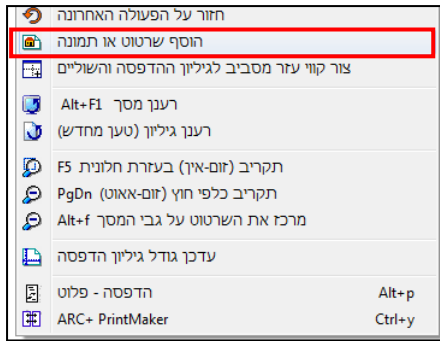 חזור על הפעולה האחרונה
הוסף שרטוט או תמונה
צור קווי עזר מסביב לגיליון ההדפסה והשוליים
רענן מסך Alt+F1
רענן גיליון (טען מחדש)
תקריב (זום-אין) בעזרת חלונית F5
תקריב כלפי חוץ (זום-אאוט) PgDn
מרכז את השרטוט על גבי המסך Alt+f
עדכן גודל גיליון הדפסה
הדפסה - פלוט Alt+p
ARC+ PrintMaker Ctrl+y